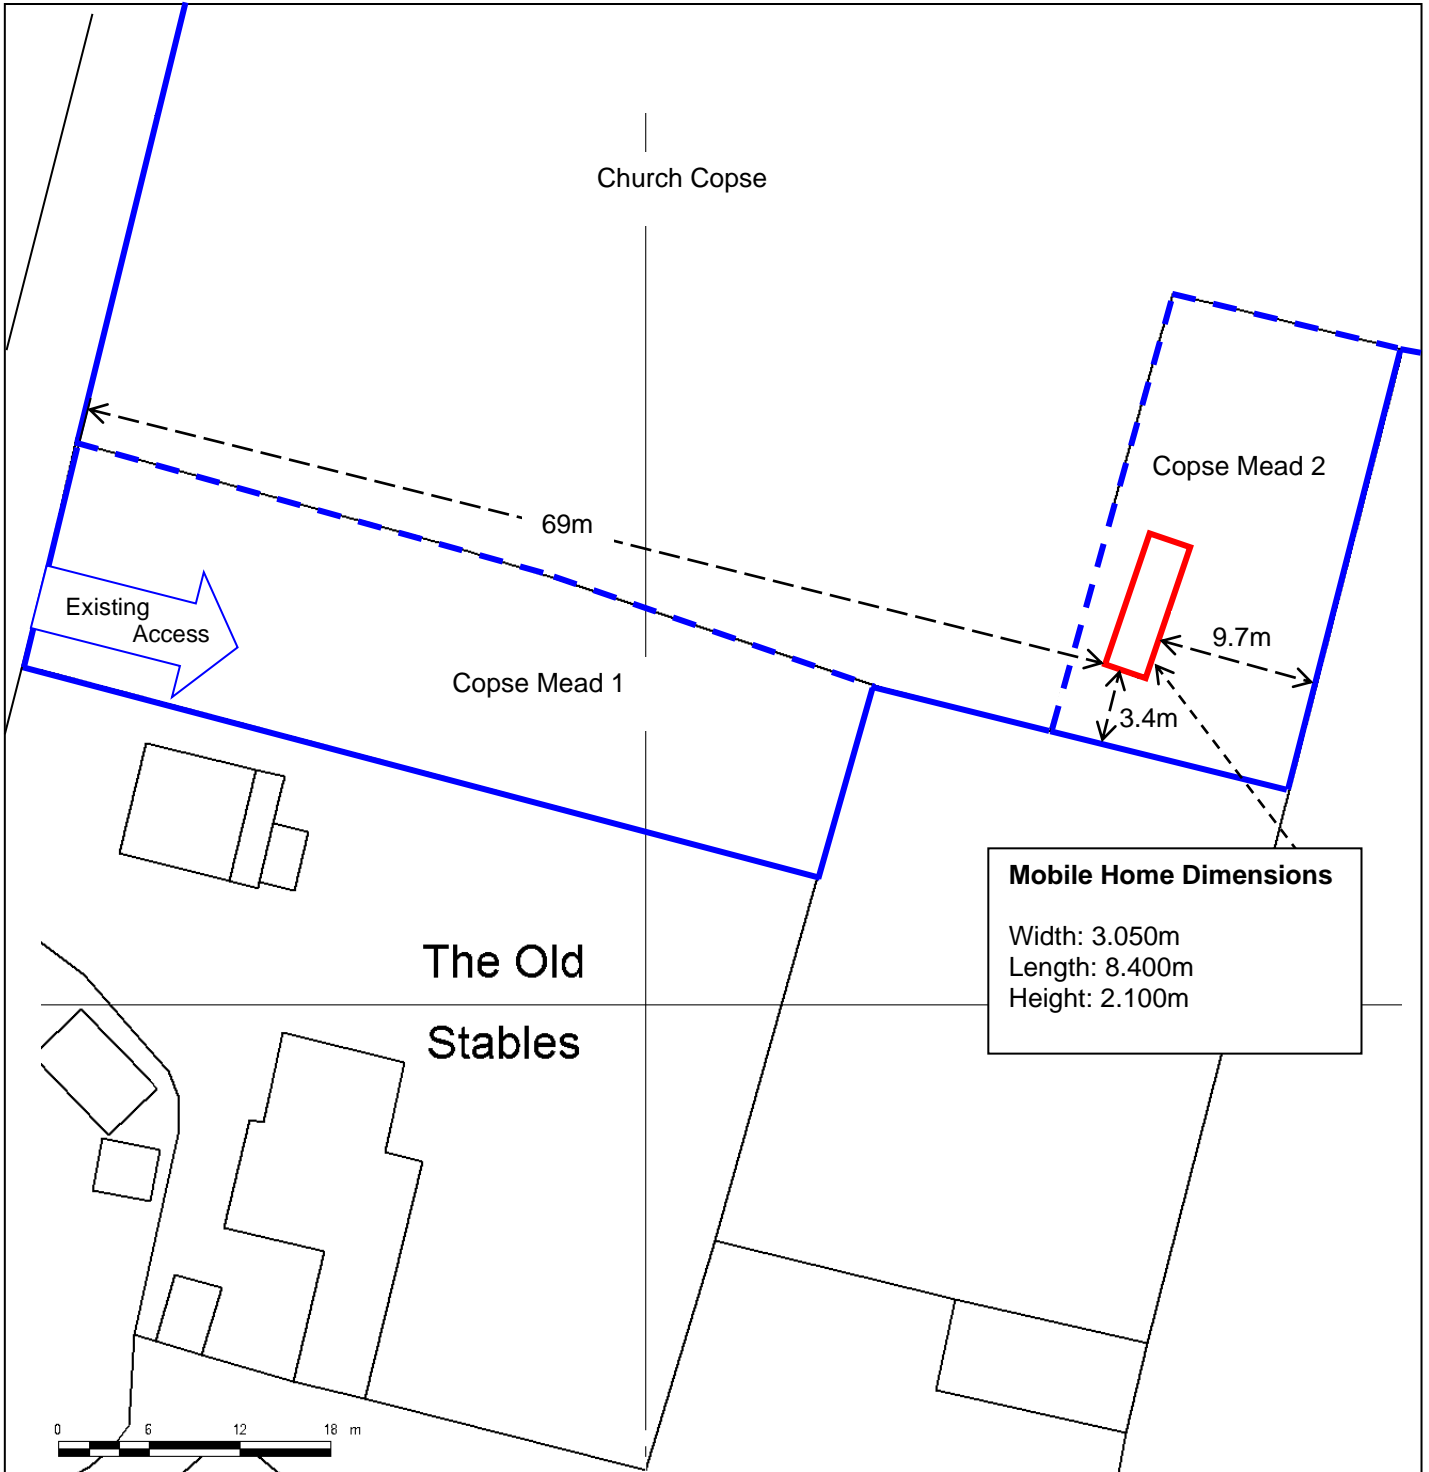 Church Copse
Copse Mead 2
69m
Existing
Access
9.7m
Copse Mead 1
3.4m
Mobile Home Dimensions
Width: 3.050m
Length: 8.400m
Height: 2.100m
The Old
Stables
0 6 12 18 m